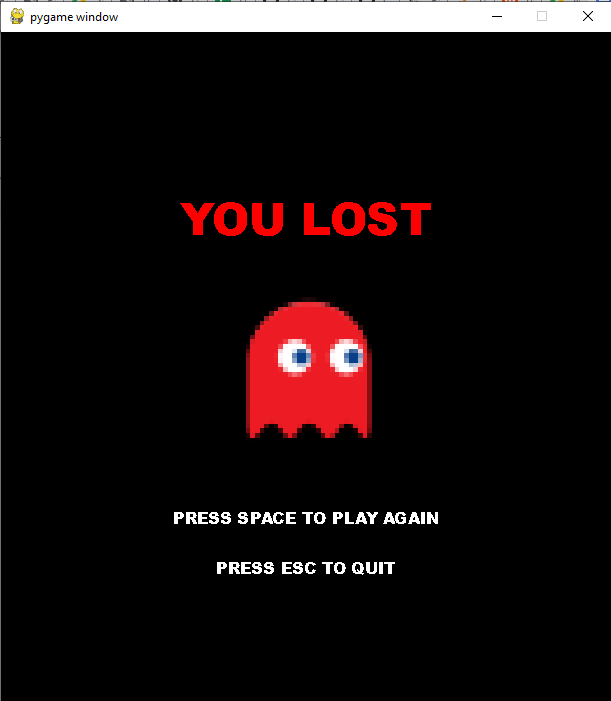 pygame window
YOU LOST
PRESS SPACE TO PLAY AGAIN
PRESS ESC TO QUIT